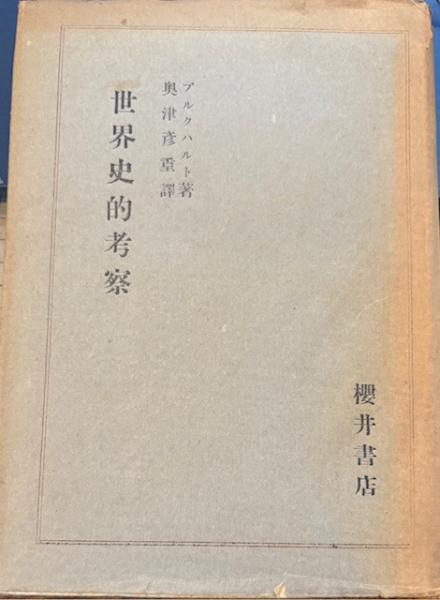 ブルクハルト著
奥津彦重譯
世界史的考察
櫻井書店